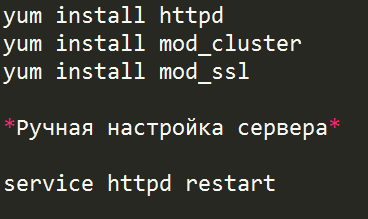 yum install httpd
yum install mod_cluster
yum install mod_ssl
*Ручная настройка сервера*
service httpd restart